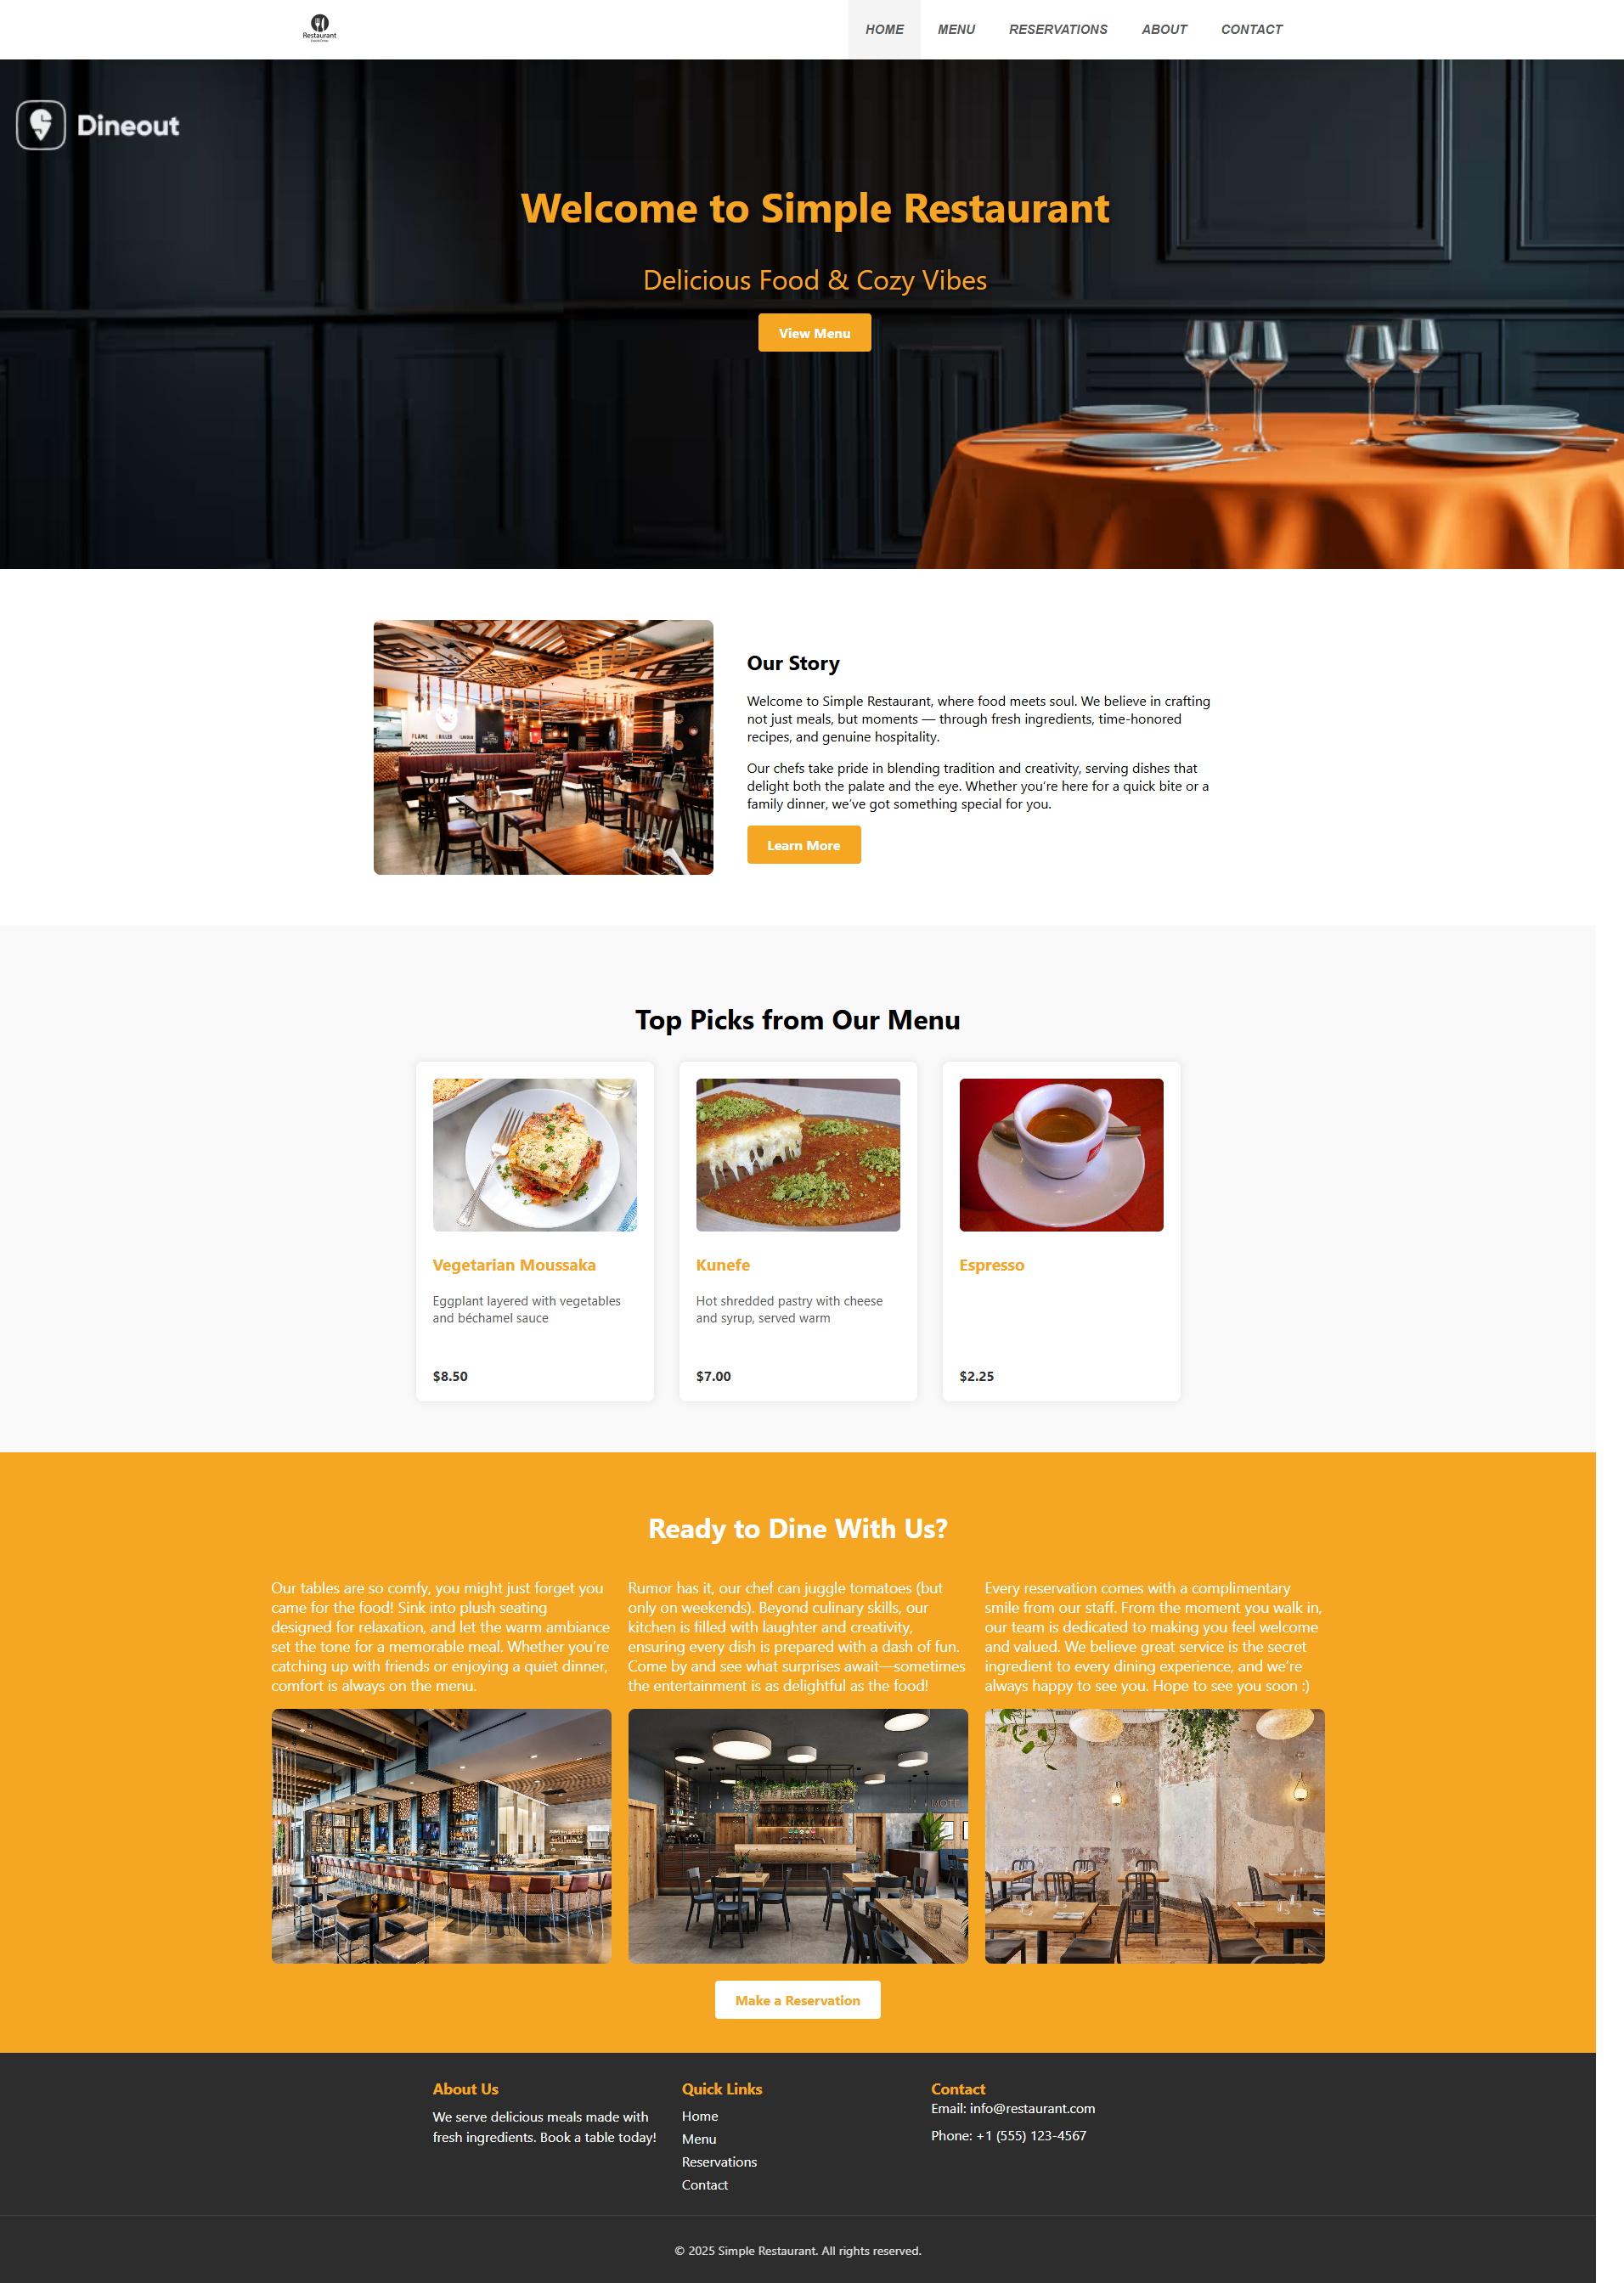 Restaurant
HOME
MENU
RESERVATIONS
ABOUT
CONTACT
Dineout
Welcome to Simple Restaurant
Delicious Food & Cozy Vibes
View Menu
Our Story
Welcome to Simple Restaurant, where food meets soul. We believe in crafting
not just meals, but moments — through fresh ingredients, time-honored
recipes, and genuine hospitality.
Our chefs take pride in blending tradition and creativity, serving dishes that
delight both the palate and the eye. Whether you're here for a quick bite or a
family dinner, we've got something special for you.
Learn More
Top Picks from Our Menu
Vegetarian Moussaka
Eggplant layered with vegetables
and béchamel sauce
$8.50
Kunefe
Hot shredded pastry with cheese
and syrup, served warm
$7.00
Espresso
$2.25
Ready to Dine With Us?
Our tables are so comfy, you might just forget you
came for the food! Sink into plush seating
designed for relaxation, and let the warm ambiance
set the tone for a memorable meal. Whether you're
catching up with friends or enjoying a quiet dinner,
comfort is always on the menu.
Rumor has it, our chef can juggle tomatoes (but
only on weekends). Beyond culinary skills, our
kitchen is filled with laughter and creativity,
ensuring every dish is prepared with a dash of fun.
Come by and see what surprises await—sometimes
the entertainment is as delightful as the food!
Every reservation comes with a complimentary
smile from our staff. From the moment you walk in,
our team is dedicated to making you feel welcome
and valued. We believe great service is the secret
ingredient to every dining experience, and we're
always happy to see you. Hope to see you soon :)
Make a Reservation
About Us
We serve delicious meals made with
fresh ingredients. Book a table today!
Quick Links
Home
Menu
Reservations
Contact
Contact
Email: info@restaurant.com
Phone: +1 (555) 123-4567
© 2025 Simple Restaurant. All rights reserved.